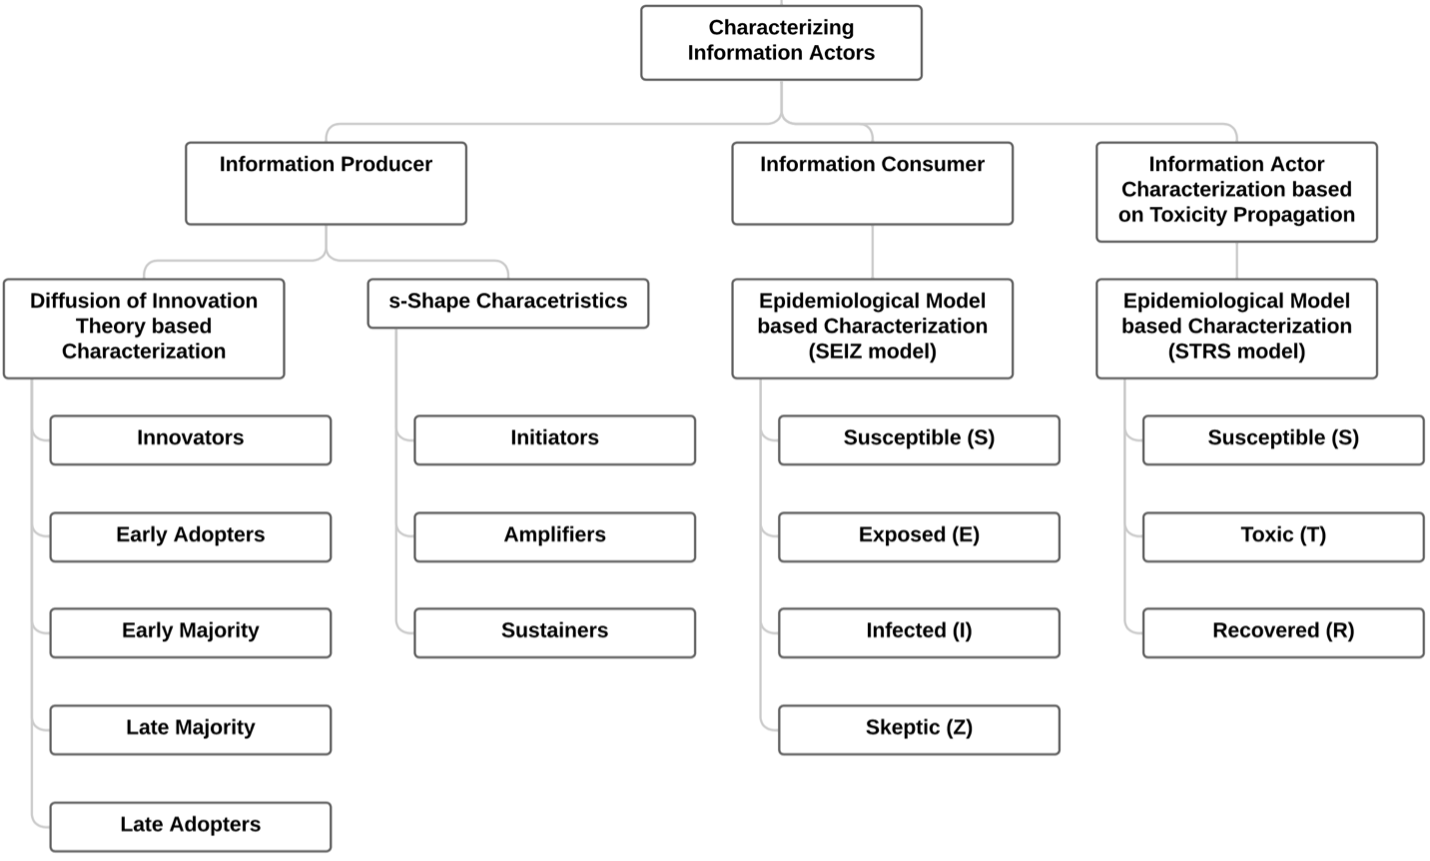 Characterizing
Information Actors
Information Producer
Information Consumer
Information Actor
Characterization based
on Toxicity Propagation
Diffusion of Innovation
Theory based
Characterization
s-Shape Characetristics
Epidemiological Model
based Characterization
(SEIZ model)
Epidemiological Model
based Characterization
(STRS model)
Innovators
Early Adopters
Early Majority
Late Majority
Late Adopters
Initiators
Amplifiers
Sustainers
Susceptible (S)
Exposed (E)
Infected (I)
Skeptic (Z)
Susceptible (S)
Toxic (T)
Recovered (R)